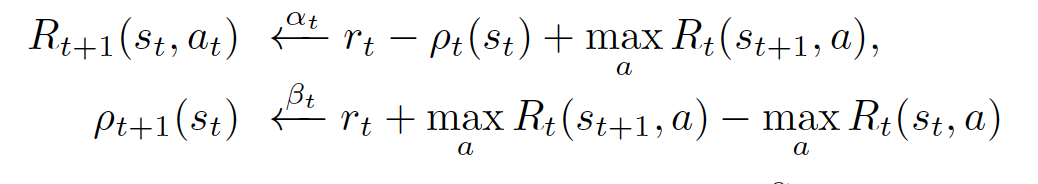 R_{t+1}(s_t, a_t) \xleftarrow{\alpha_t} r_t - \rho_t(s_t) + \max_a R_t(s_{t+1}, a),
\rho_{t+1}(s_t) \xleftarrow{\beta_t} r_t + \max_a R_t(s_{t+1}, a) - \max_a R_t(s_t, a)